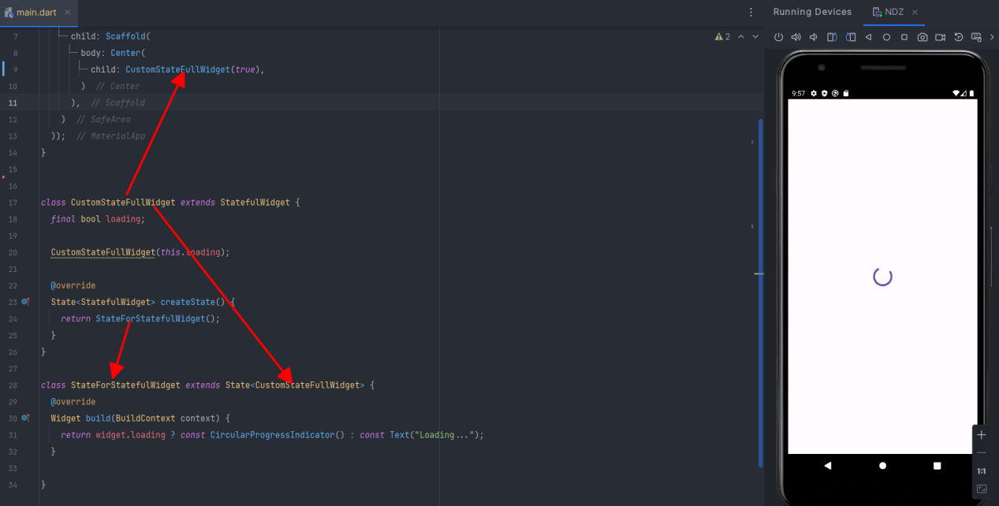 main.dart
Running Devices
NDZ
7 child: Scaffold(
2
8 body: Center(
9 child: CustomStateFullWidget(true),
10 ) // Center
11 ), // Scaffold
12 ) // SafeArea
13 )); // MaterialApp
14 }
15
16
17 class CustomStateFullWidget extends StatefulWidget {
18 final bool loading;
19
20 CustomStateFullWidget(this.loading);
21
22 @override
23 State<StatefulWidget> createState() {
24 return StateForStatefulWidget();
25 }
26 }
27
28 class StateForStatefulWidget extends State<CustomStateFullWidget> {
29 @override
30 Widget build(BuildContext context) {
31 return widget.loading ? const CircularProgressIndicator() : const Text("Loading...");
32 }
33
34 }
9:57
1:1